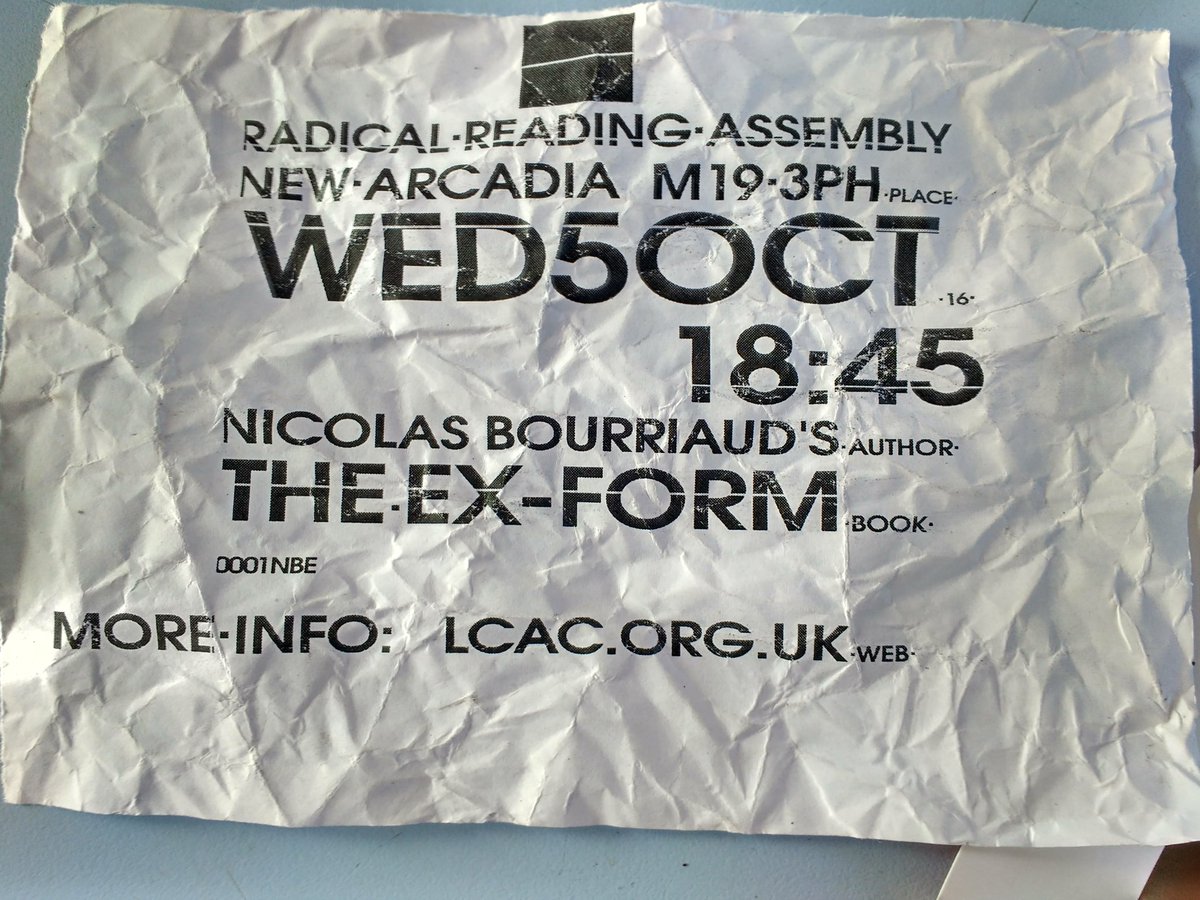 RADICAL·READING·ASSEMBLY
NEW·ARCADIA M19·3PH·PLACE·
WED5OCT·16·
18:45
NICOLAS BOURRIAUD'S·AUTHOR·
THE·EX-FORM·BOOK·
0001NBE
MORE·INFO: LCAC.ORG.UK·WEB·